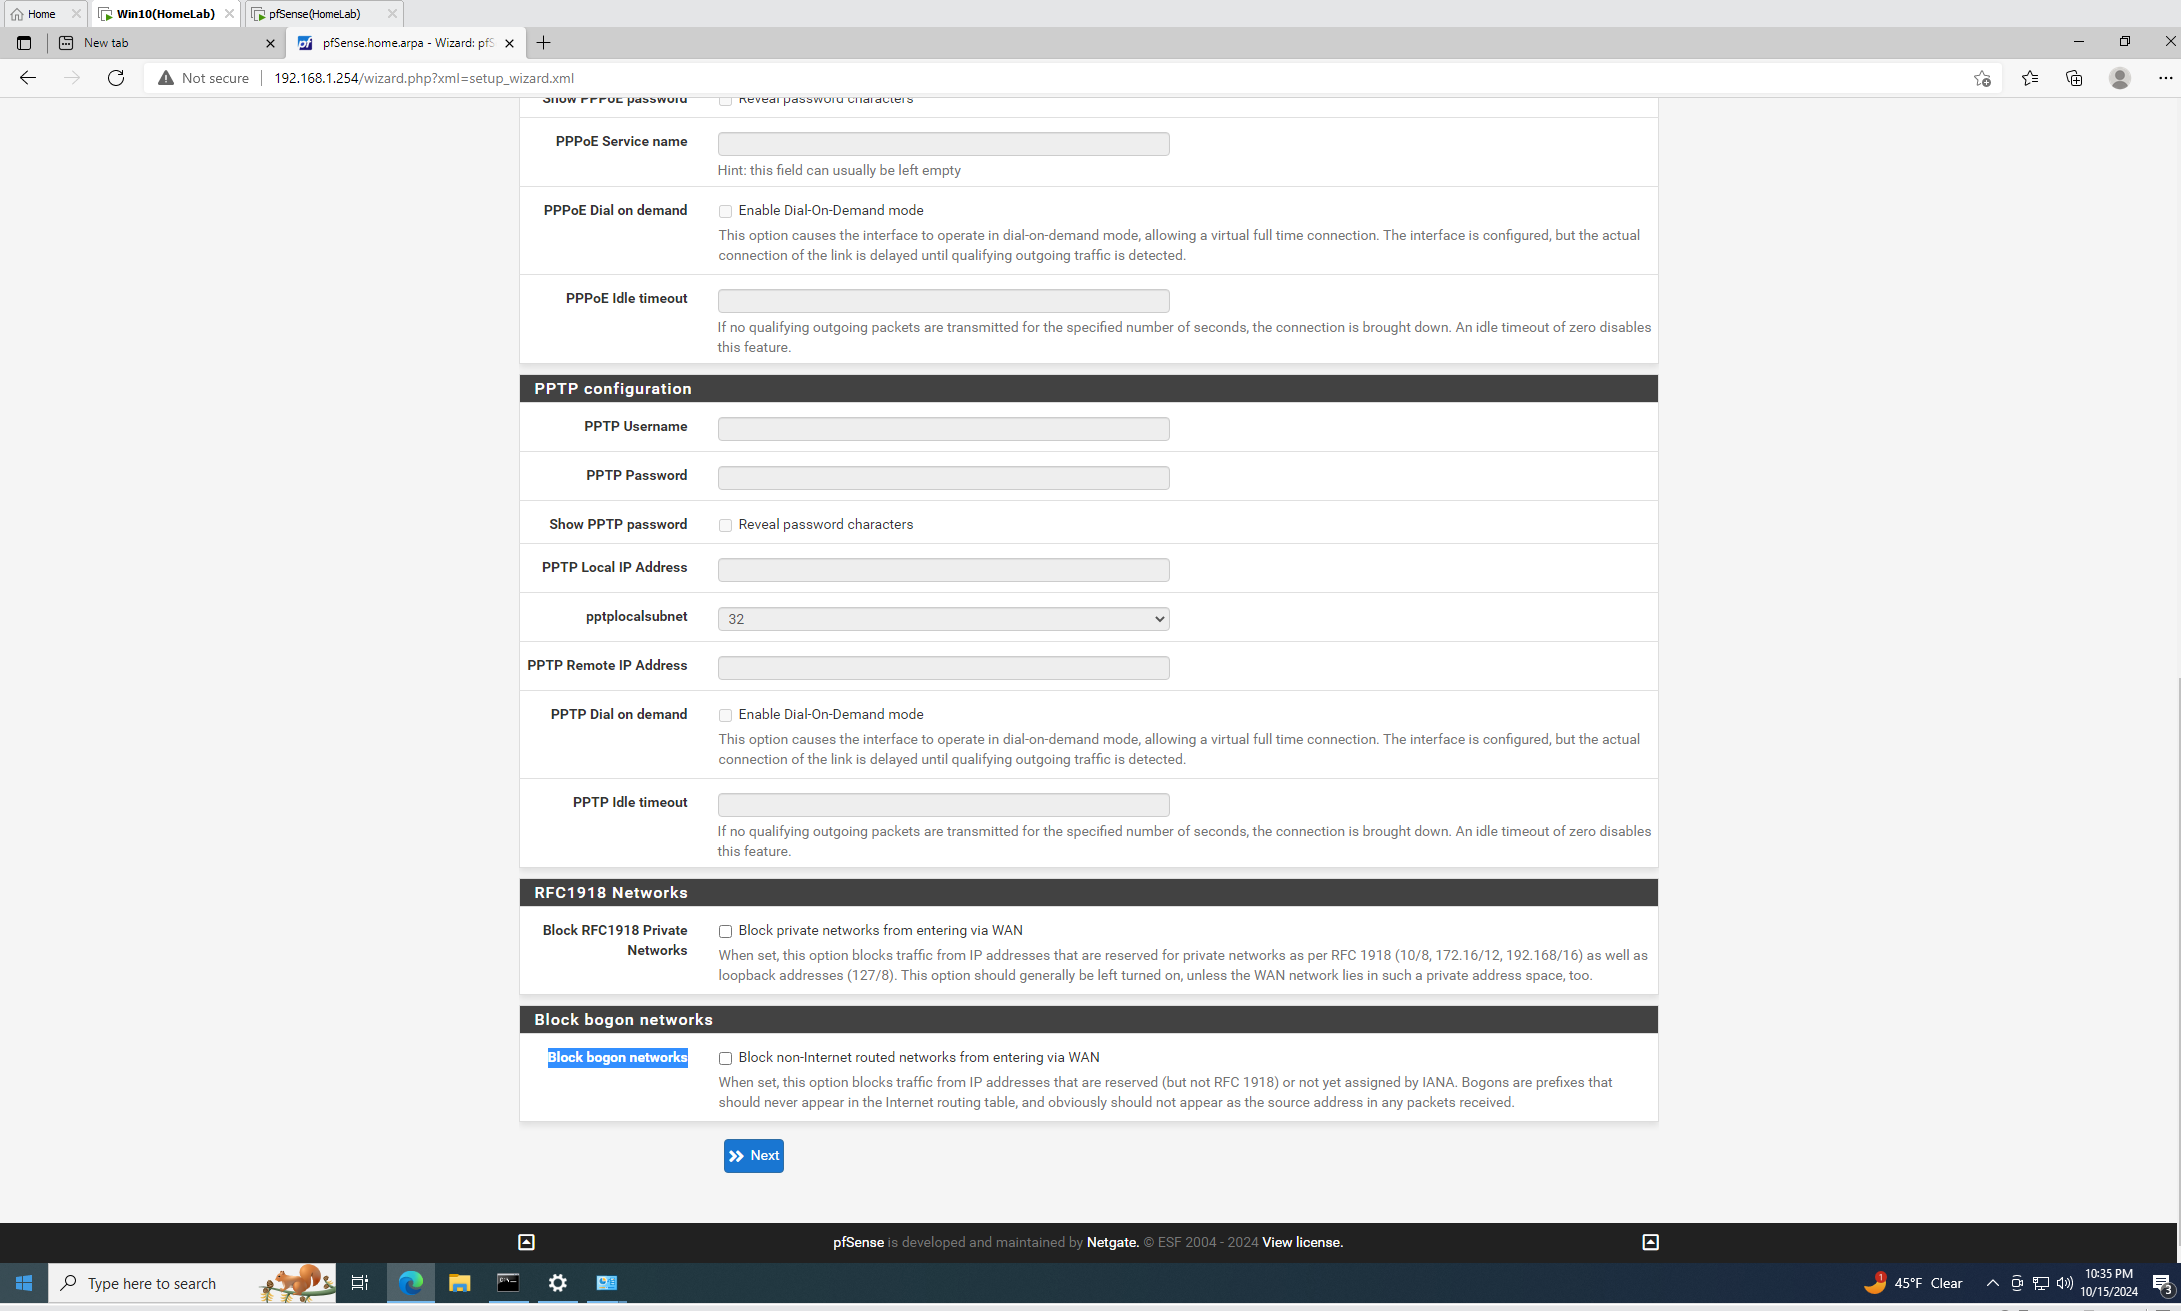 Home
Win10(HomeLab)
pfSense(HomeLab)
New tab
pfSense.home.arpa - Wizard: pfS
Not secure
192.168.1.254/wizard.php?xml=setup_wizard.xml
Show PPPoE password
Reveal password characters
PPPoE Service name
Hint: this field can usually be left empty
PPPoE Dial on demand
Enable Dial-On-Demand mode
This option causes the interface to operate in dial-on-demand mode, allowing a virtual full time connection. The interface is configured, but the actual
connection of the link is delayed until qualifying outgoing traffic is detected.
PPPoE Idle timeout
If no qualifying outgoing packets are transmitted for the specified number of seconds, the connection is brought down. An idle timeout of zero disables
this feature.
PPTP configuration
PPTP Username
PPTP Password
Show PPTP password
Reveal password characters
PPTP Local IP Address
pptplocalsubnet
32
PPTP Remote IP Address
PPTP Dial on demand
Enable Dial-On-Demand mode
This option causes the interface to operate in dial-on-demand mode, allowing a virtual full time connection. The interface is configured, but the actual
connection of the link is delayed until qualifying outgoing traffic is detected.
PPTP Idle timeout
If no qualifying outgoing packets are transmitted for the specified number of seconds, the connection is brought down. An idle timeout of zero disables
this feature.
RFC1918 Networks
Block RFC1918 Private
Networks
Block private networks from entering via WAN
When set, this option blocks traffic from IP addresses that are reserved for private networks as per RFC 1918 (10/8, 172.16/12, 192.168/16) as well as
loopback addresses (127/8). This option should generally be left turned on, unless the WAN network lies in such a private address space, too.
Block bogon networks
Block bogon networks
Block non-Internet routed networks from entering via WAN
When set, this option blocks traffic from IP addresses that are reserved (but not RFC 1918) or not yet assigned by IANA. Bogons are prefixes that
should never appear in the Internet routing table, and obviously should not appear as the source address in any packets received.
Next
pfSense is developed and maintained by Netgate. © ESF 2004 - 2024 View license.
Type here to search
1
45°F Clear
10:35 PM
10/15/2024
3